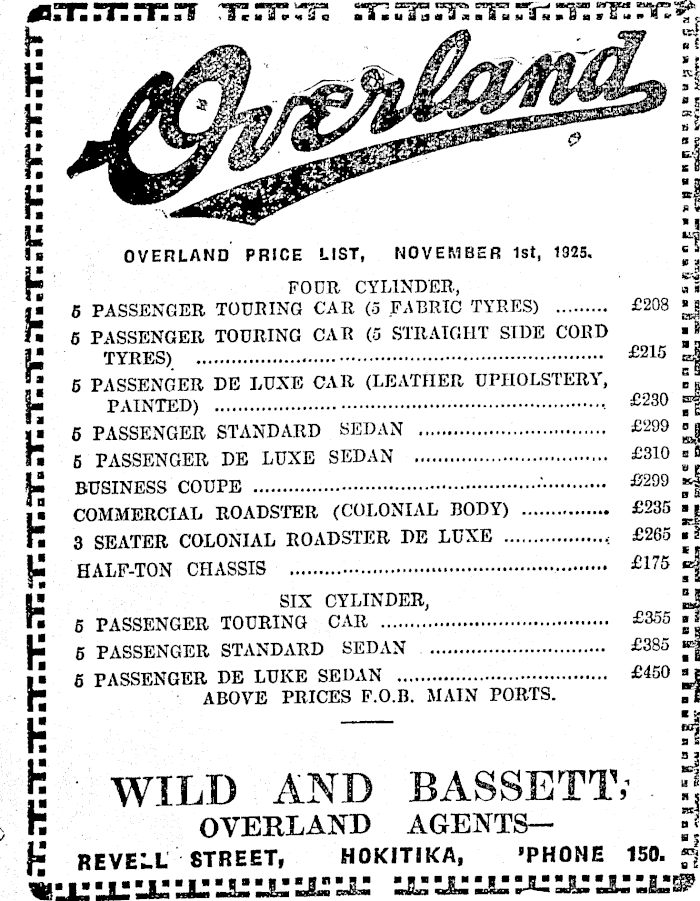 Overland
OVERLAND PRICE LIST, NOVEMBER 1st, 1925.
FOUR CYLINDER,
5 PASSENGER TOURING CAR (5 FABRIC TYRES) ......... £208
5 PASSENGER TOURING CAR (5 STRAIGHT SIDE CORD
TYRES) ............................................................ £215
5 PASSENGER DE LUXE CAR (LEATHER UPHOLSTERY,
PAINTED) ......................................................... £230
5 PASSENGER STANDARD SEDAN .............................. £299
5 PASSENGER DE LUXE SEDAN .............................. £310
BUSINESS COUPE ..................................................... £299
COMMERCIAL ROADSTER (COLONIAL BODY) .............. £235
3 SEATER COLONIAL ROADSTER DE LUXE ................. £265
HALF-TON CHASSIS ................................................ £175
SIX CYLINDER,
5 PASSENGER TOURING CAR .................................... £355
5 PASSENGER STANDARD SEDAN ............................ £385
5 PASSENGER DE LUKE SEDAN ................................. £450
ABOVE PRICES F.O.B. MAIN PORTS.
WILD AND BASSETT,
OVERLAND AGENTS—
REVELL STREET, HOKITIKA, 'PHONE 150.